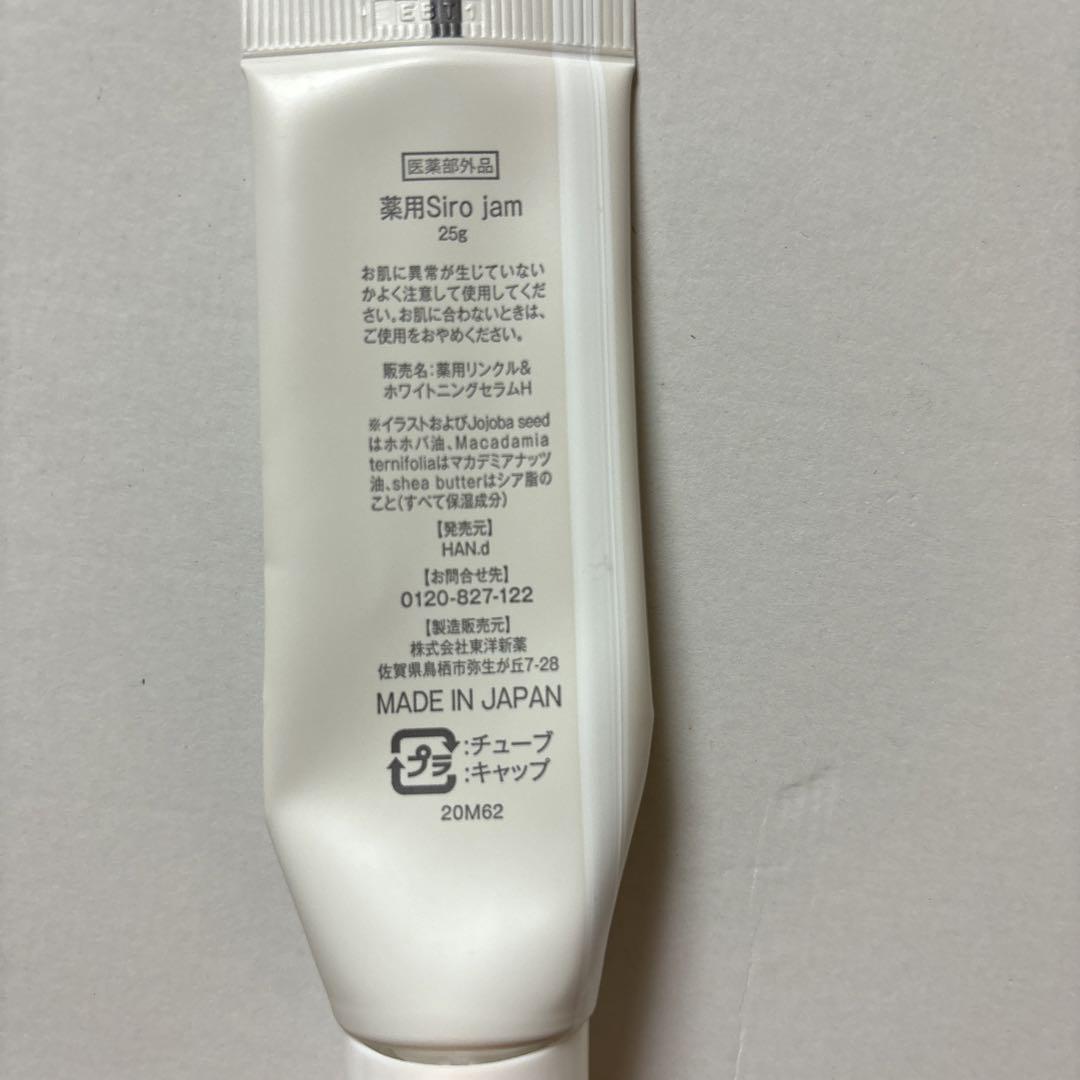 EBT1
医薬部外品
薬用Siro jam
25g
お肌に異常が生じていない
かよく注意して使用してくだ
さい。お肌に合わないときは、
ご使用をおやめください。
販売名:薬用リンクル&
ホワイトニングセラムH
※イラストおよびJojoba seed
はホホバ油、Macadamia
ternifoliaはマカデミアナッツ
油、shea butterはシア脂の
こと(すべて保湿成分)
【発売元】
HAN.d
【お問合せ先】
0120-827-122
【製造販売元】
株式会社東洋新薬
佐賀県鳥栖市弥生が丘7-28
MADE IN JAPAN
プラ:チューブ
:キャップ
20M62